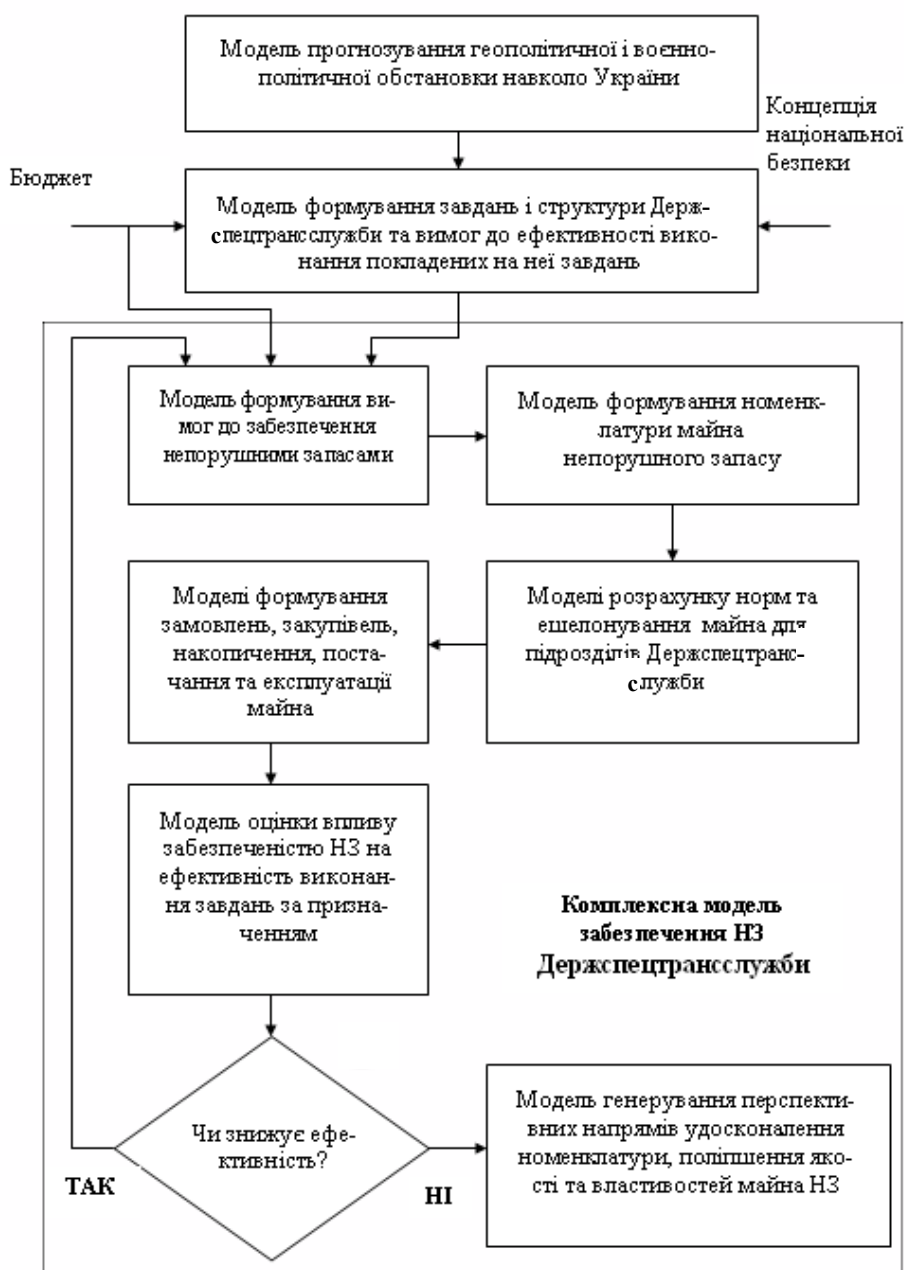 Модель прогнозування геополітичної і воєнно-
політичної обстановки навколо України
Концепція
національної
безпеки
Бюджет
Модель формування завдань і структури Держ-
спецтрансслужби та вимог до ефективності вико-
нання покладених на неї завдань
Модель формування ви-
мог до забезпечення
непорушними запасами
Модель формування номенк-
латури майна
непорушного запасу
Моделі формування
замовлень, закупівель,
накопичення, поста-
чання та експлуатації
майна
Моделі розрахунку норм та
ешелонування майна для
підрозділів Держспецтранс-
служби
Модель оцінки впливу
забезпеченістю НЗ на
ефективність виконан-
ня завдань за призна-
ченням
Комплексна модель
забезпечення НЗ
Держспецтрансслужби
Чи знижує ефе-
ктивність?
ТАК
НІ
Модель генерування перспекти-
вних напрямів удосконалення
номенклатури, поліпшення яко-
сті та властивостей майна НЗ